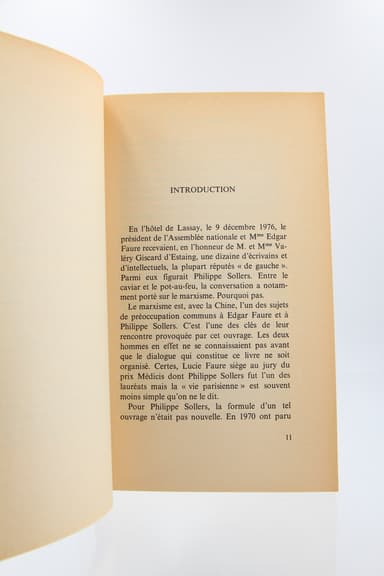 INTRODUCTION
En l'hôtel de Lassay, le 9 décembre 1976, le
président de l'Assemblée nationale et Mme Edgar
Faure recevaient, en l'honneur de M. et Mme Va-
léry Giscard d'Estaing, une dizaine d'écrivains et
d'intellectuels, la plupart réputés « de gauche ».
Parmi eux figurait Philippe Sollers. Entre le
caviar et le pot-au-feu, la conversation a notam-
ment porté sur le marxisme. Pourquoi pas.
Le marxisme est, avec la Chine, l'un des sujets
de préoccupation communs à Edgar Faure et à
Philippe Sollers. C'est l'une des clés de leur
rencontre provoquée par cet ouvrage. Les deux
hommes en effet ne se connaissaient pas avant
que le dialogue qui constitue ce livre ne soit
organisé. Certes, Lucie Faure siège au jury du
prix Médicis dont Philippe Sollers fut l'un des
lauréats mais la « vie parisienne » est souvent
moins simple qu'on ne le dit.
Pour Philippe Sollers, la formule d'un tel
ouvrage n'était pas nouvelle. En 1970 ont paru
11